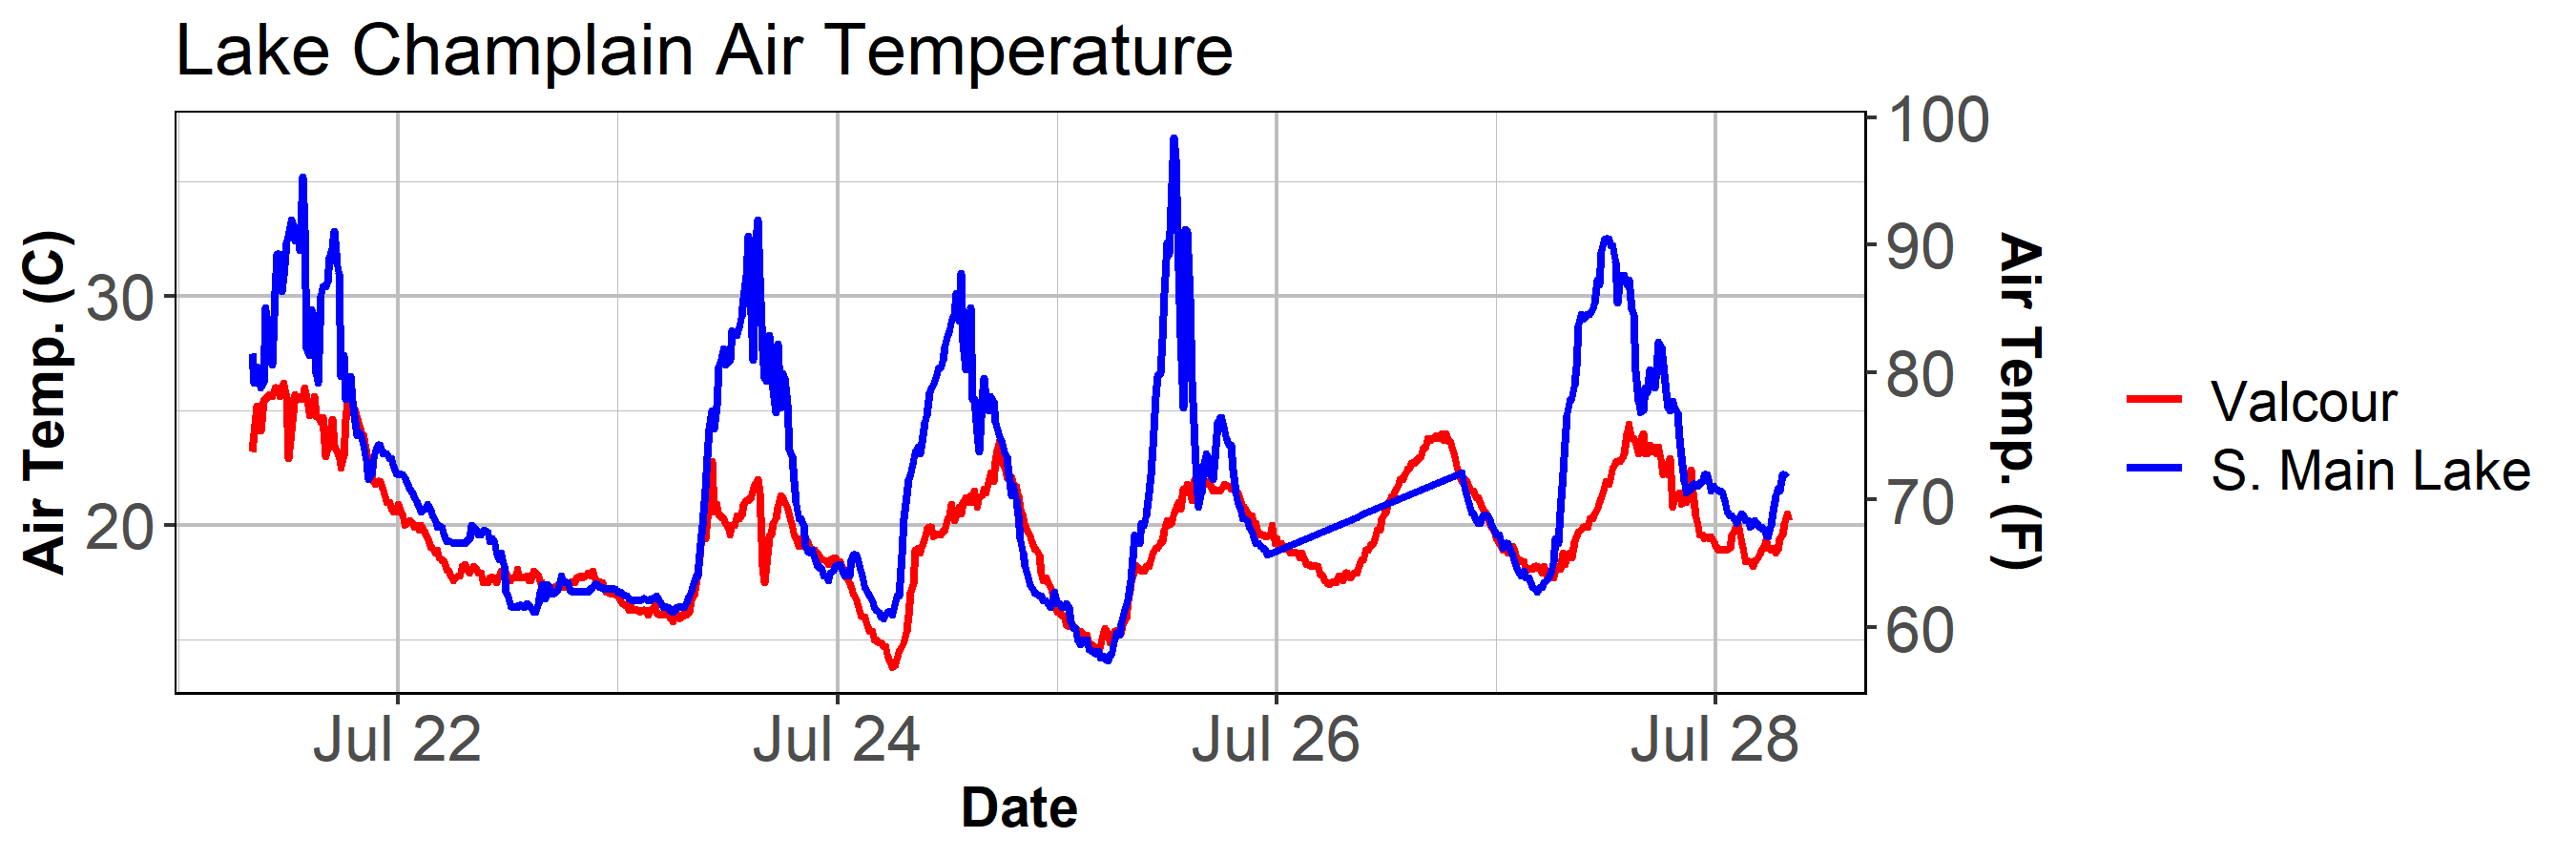 Lake Champlain Air Temperature
Air Temp. (C)
30
20
100
90
80
70
60
Air Temp. (F)
Valcour
S. Main Lake
Jul 22
Jul 24
Jul 26
Jul 28
Date